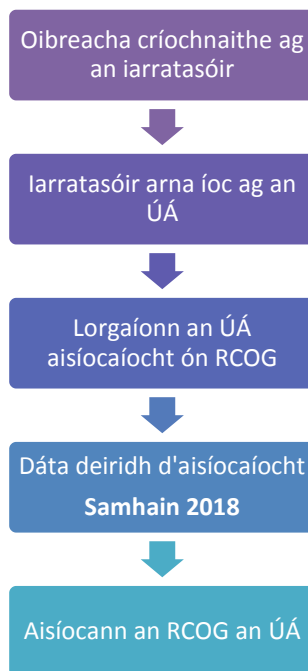 Oibreacha críochnaithe ag
an iarratasóir
Iarratasóir arna íoc ag an
ÚÁ
Lorgaíonn an ÚÁ
aisíocaíocht ón RCOG
Dáta deiridh d'aisíocaíocht
Samhain 2018
Aisíocann an RCOG an ÚÁ